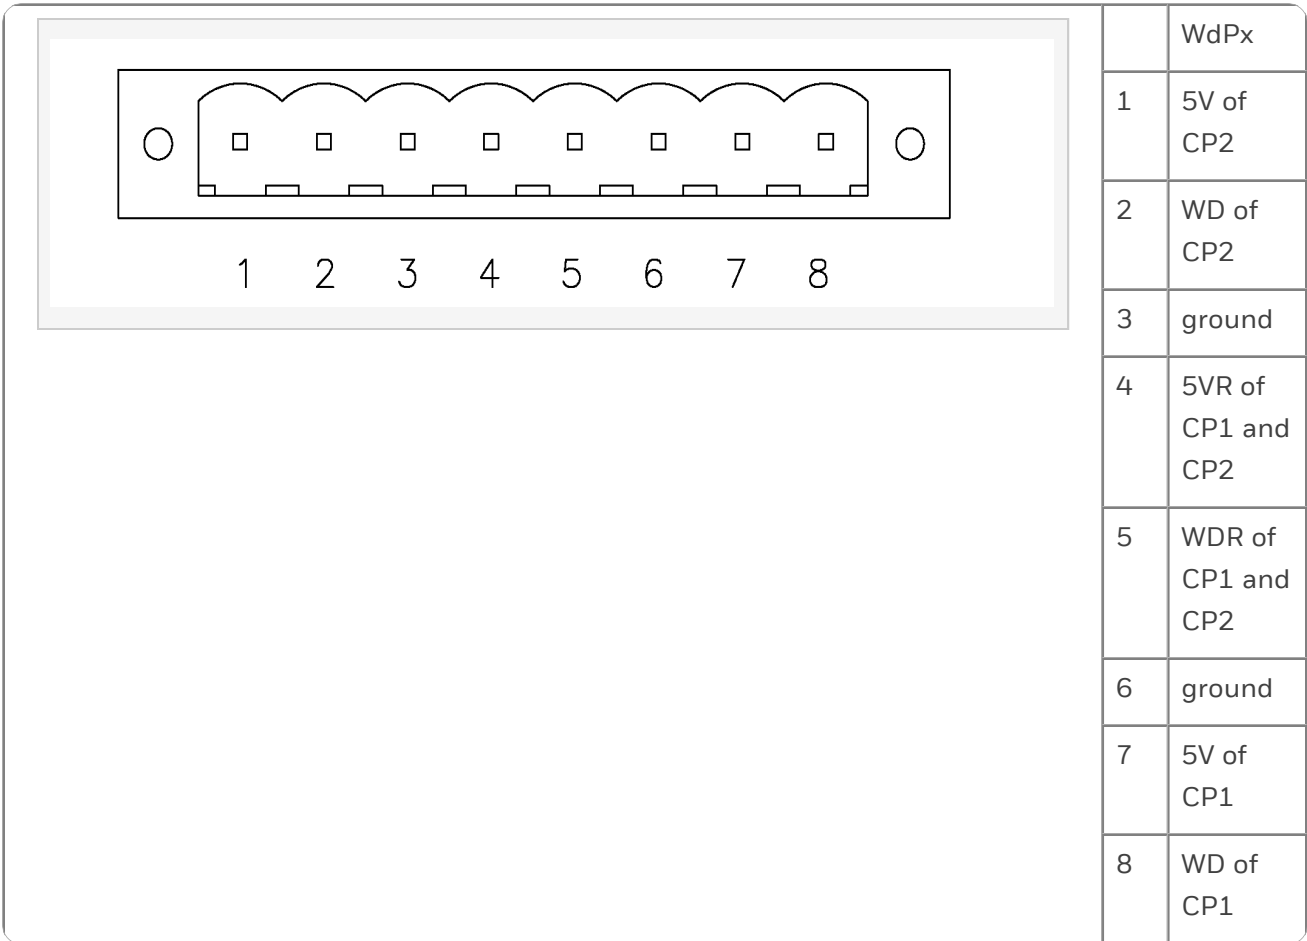 1 2 3 4 5 6 7 8
WdPx
1 5V of
CP2
2 WD of
CP2
3 ground
4 5VR of
CP1 and
CP2
5 WDR of
CP1 and
CP2
6 ground
7 5V of
CP1
8 WD of
CP1